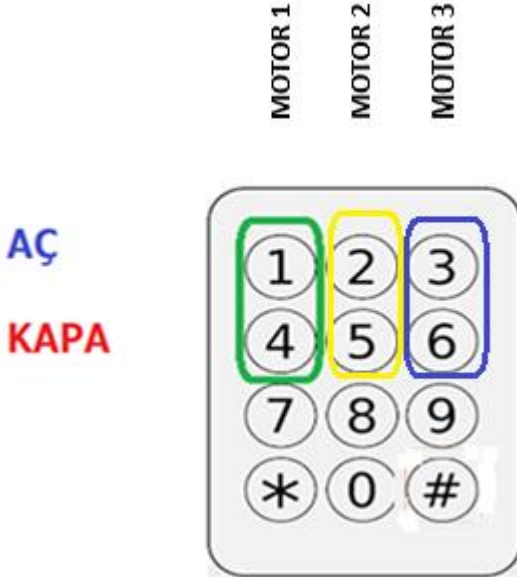 MOTOR 1
MOTOR 2
MOTOR 3
AÇ
KAPA
1 2 3
4 5 6
7 8 9
* 0 #